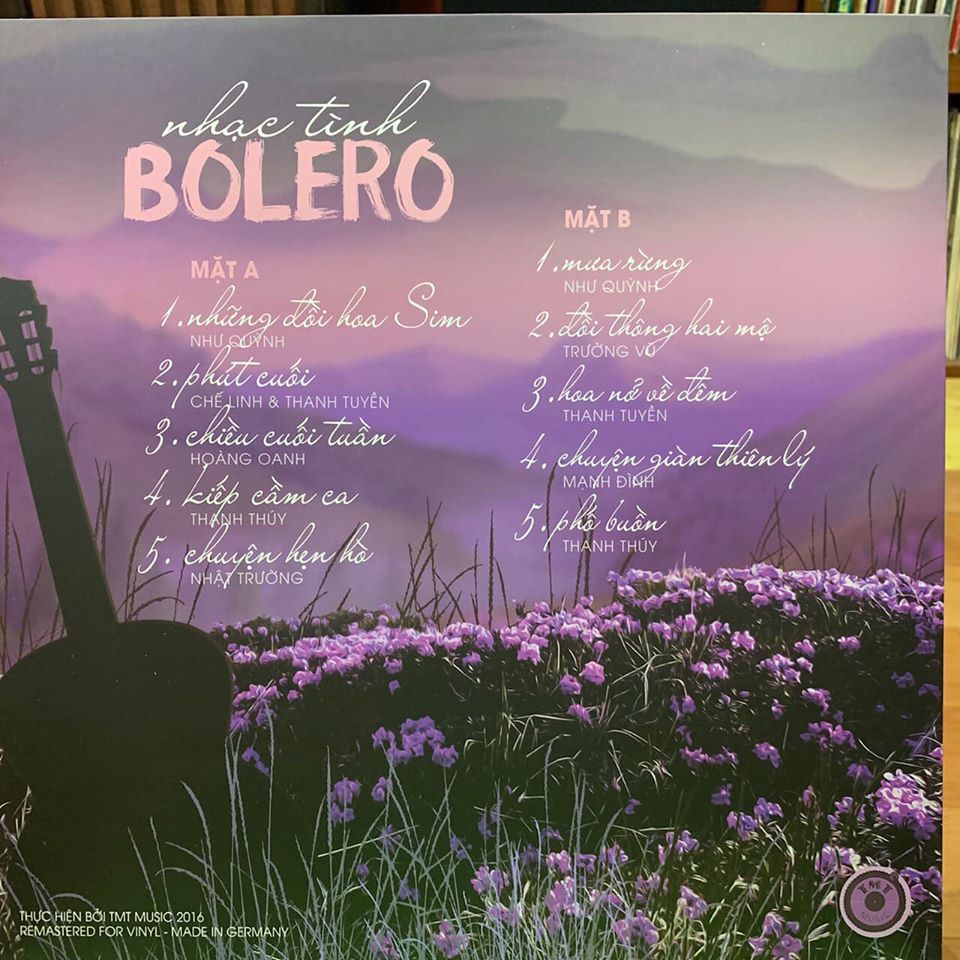 nhạc tình
BOLERO
MẶT A
1. những đồi hoa Sim
NHƯ QUỲNH
2. phút cuối
CHẾ LINH & THANH TUYỀN
3. chiều cuối tuần
HOÀNG OANH
4. kiếp cầm ca
THANH THÚY
5. chuyện hẹn hò
NHẬT TRƯỜNG
MẶT B
1. mưa rừng
NHƯ QUỲNH
2. đồi thông hai mộ
TRƯỜNG VŨ
3. hoa nở về đêm
THANH TUYỀN
4. chuyện giàn thiên lý
MẠNH ĐÌNH
5. phố buồn
THANH THÚY
THỰC HIỆN BỞI TMT MUSIC 2016
REMASTERED FOR VINYL - MADE IN GERMANY
TMT
MUSIC